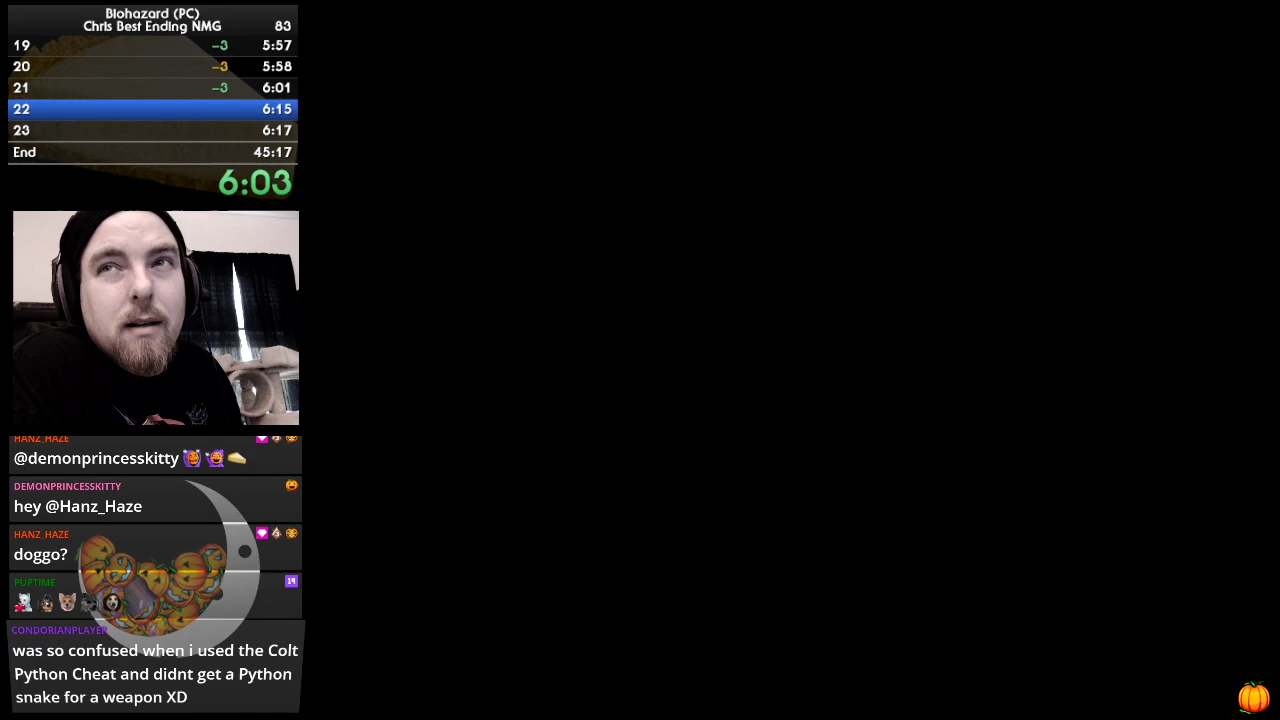 Biohazard (PC)
Chris Best Ending NMG 83
19 -3 5:57
20 -3 5:58
21 -3 6:01
22 6:15
23 6:17
End 45:17
6:03
HANZ_HAZE
@demonprincesskitty
DEMONPRINCESSKITTY
hey @Hanz_Haze
HANZ_HAZE
doggo?
PUPTIME
CONDORIANPLAYER
was so confused when i used the Colt
Python Cheat and didnt get a Python
snake for a weapon XD